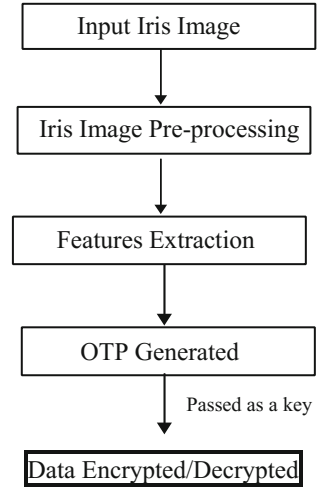 Input Iris Image
Iris Image Pre-processing
Features Extraction
OTP Generated
Passed as a key
Data Encrypted/Decrypted